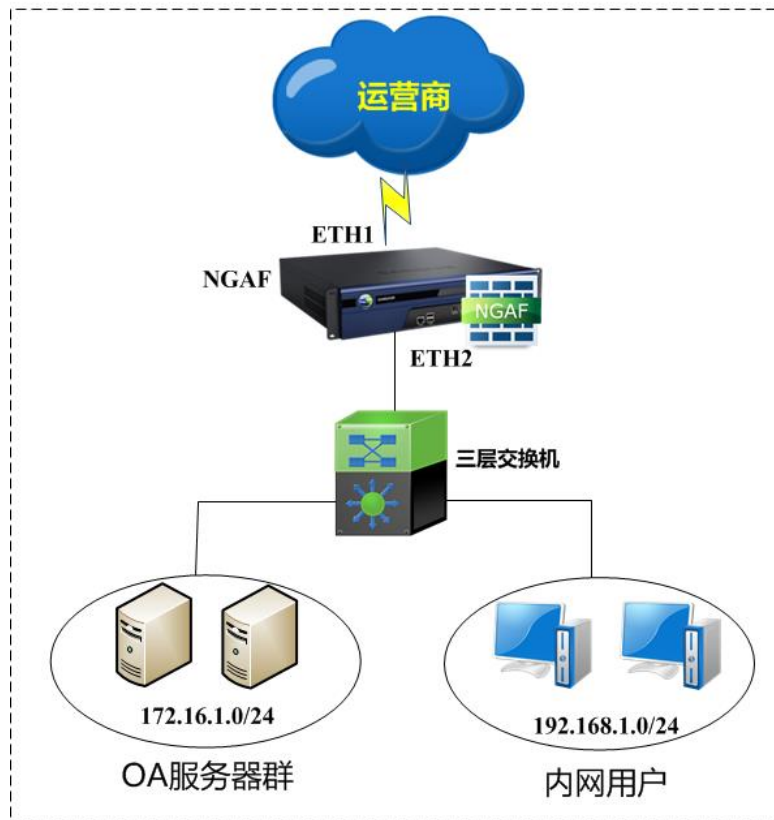 运营商
ETH1
NGAF
NGAF
ETH2
三层交换机
172.16.1.0/24
192.168.1.0/24
OA服务器群
内网用户